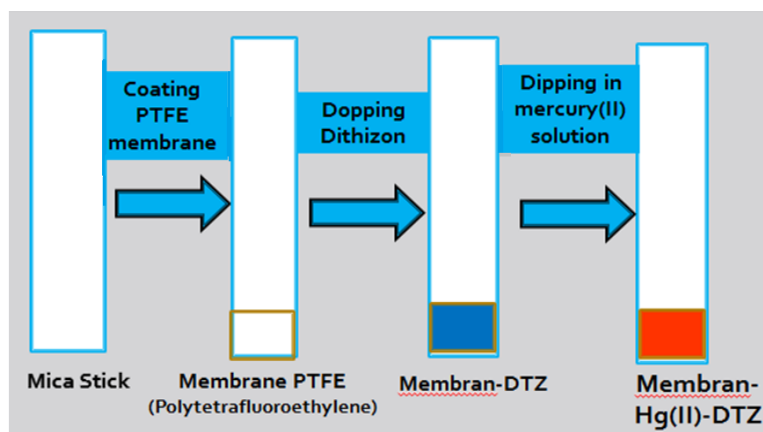 Coating
PTFE
membrane
Dopping
Dithizon
Dipping in
mercury(II)
solution
Mica Stick
Membrane PTFE
(Polytetrafluoroethylene)
Membran-DTZ
Membran-
Hg(II)-DTZ